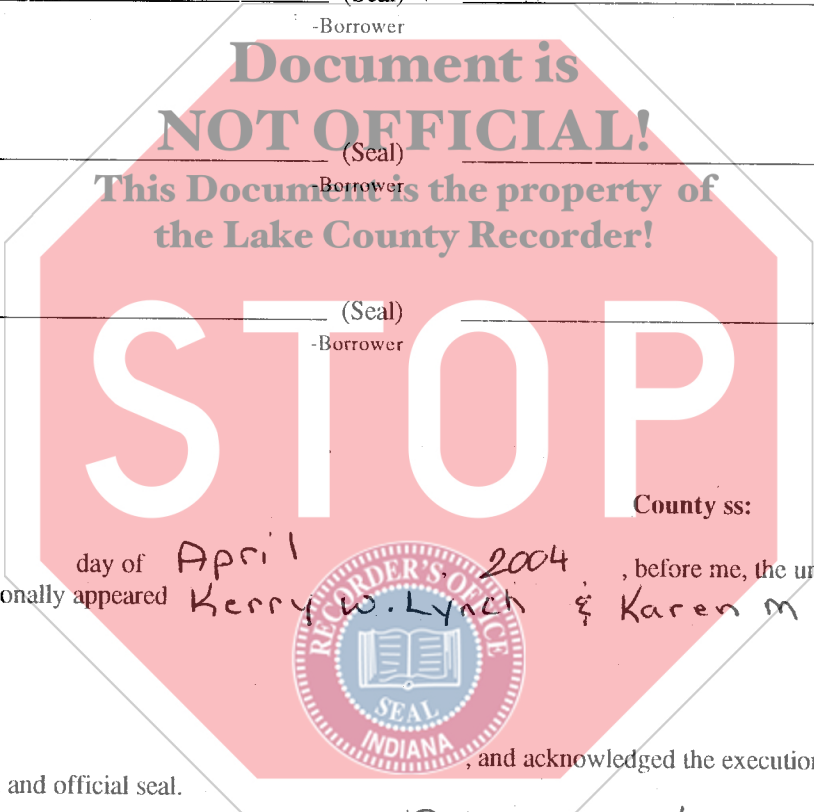 (Seal)
-Borrower
Document is
NOT OFFICIAL!
(Seal)
This Document is the property of
-Borrower
the Lake County Recorder!
(Seal)
-Borrower
STOP
County ss:
day of April , 2004 , before me, the
onally appeared Kerry W. Lynch & Karen M
RECORDER'S OFFICE
SEAL
INDIANA
, and acknowledged the execution
and official seal.